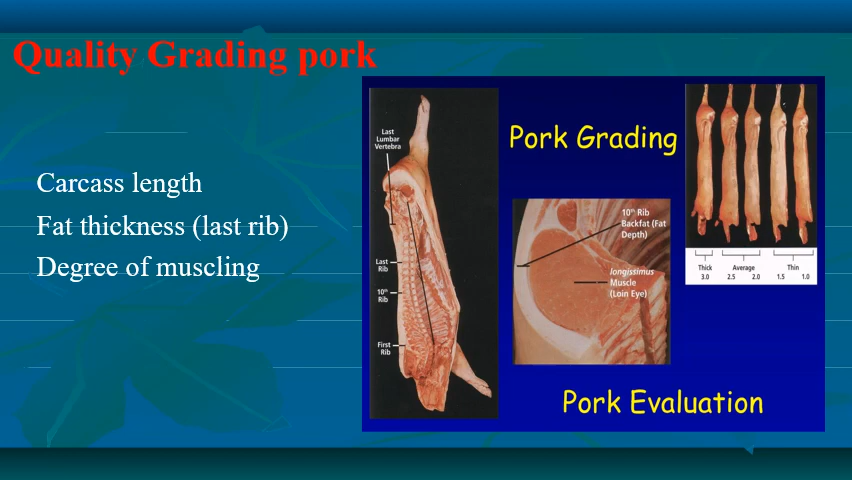 Quality Grading pork
Carcass length
Fat thickness (last rib)
Degree of muscling
Last
Lumbar
Vertebra
Last
Rib
10th
Rib
First
Rib
Pork Grading
10th Rib
Backfat (Fat
Depth)
longissimus
Muscle
(Loin Eye)
Thick Average Thin
3.0 2.5 2.0 1.5 1.0
Pork Evaluation